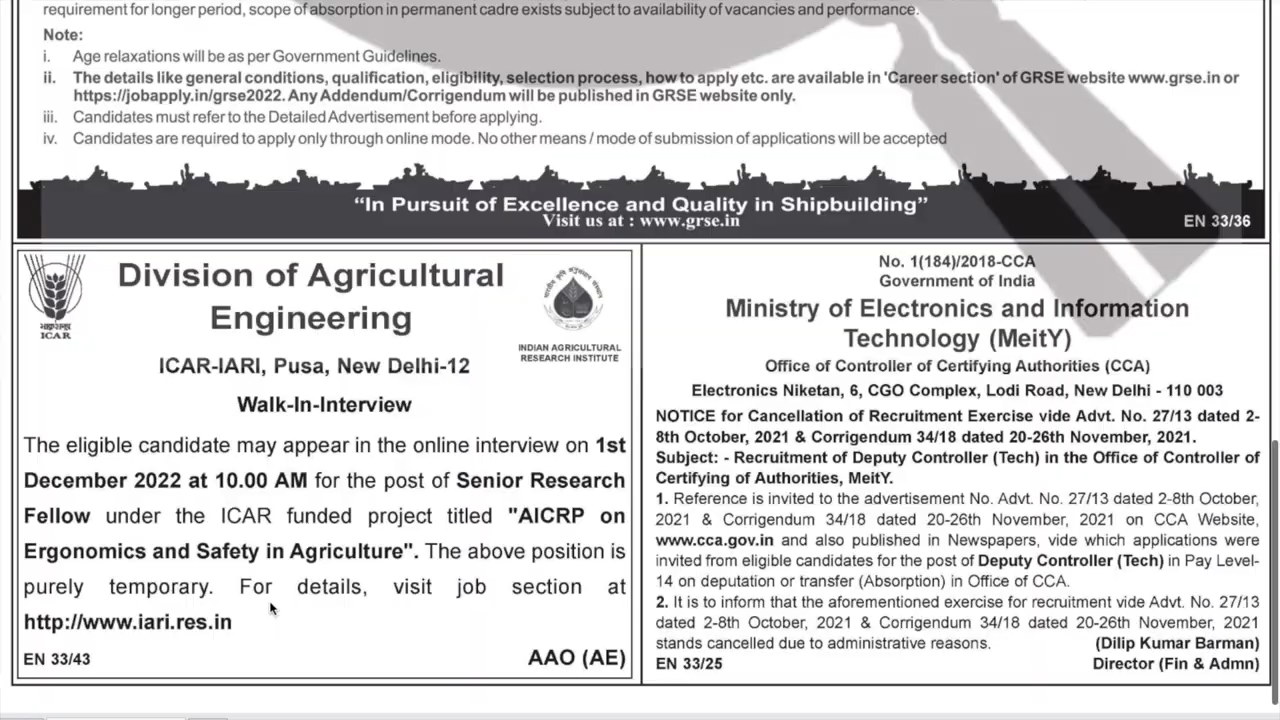 requirement for longer period, scope of absorption in permanent cadre exists subject to availability of vacancies and performance.
Note:
i. Age relaxations will be as per Government Guidelines.
ii. The details like general conditions, qualification, eligibility, selection process, how to apply etc. are available in 'Career section' of GRSE website www.grse.in or
https://jobapply.in/grse2022. Any Addendum/Corrigendum will be published in GRSE website only.
iii. Candidates must refer to the Detailed Advertisement before applying.
iv. Candidates are required to apply only through online mode. No other means / mode of submission of applications will be accepted
“In Pursuit of Excellence and Quality in Shipbuilding”
Visit us at : www.grse.in
EN 33/36
ICAR
Division of Agricultural
Engineering
INDIAN AGRICULTURAL
RESEARCH INSTITUTE
ICAR-IARI, Pusa, New Delhi-12
Walk-In-Interview
The eligible candidate may appear in the online interview on 1st
December 2022 at 10.00 AM for the post of Senior Research
Fellow under the ICAR funded project titled "AICRP on
Ergonomics and Safety in Agriculture". The above position is
purely temporary. For details, visit job section at
http://www.iari.res.in
EN 33/43
AAO (AE)
No. 1(184)/2018-CCA
Government of India
Ministry of Electronics and Information
Technology (MeitY)
Office of Controller of Certifying Authorities (CCA)
Electronics Niketan, 6, CGO Complex, Lodi Road, New Delhi - 110 003
NOTICE for Cancellation of Recruitment Exercise vide Advt. No. 27/13 dated 2-
8th October, 2021 & Corrigendum 34/18 dated 20-26th November, 2021.
Subject: - Recruitment of Deputy Controller (Tech) in the Office of Controller of
Certifying of Authorities, MeitY.
1. Reference is invited to the advertisement No. Advt. No. 27/13 dated 2-8th October,
2021 & Corrigendum 34/18 dated 20-26th November, 2021 on CCA Website,
www.cca.gov.in and also published in Newspapers, vide which applications were
invited from eligible candidates for the post of Deputy Controller (Tech) in Pay Level-
14 on deputation or transfer (Absorption) in Office of CCA.
2. It is to inform that the aforementioned exercise for recruitment vide Advt. No. 27/13
dated 2-8th October, 2021 & Corrigendum 34/18 dated 20-26th November, 2021
stands cancelled due to administrative reasons. (Dilip Kumar Barman)
EN 33/25 Director (Fin & Admn)